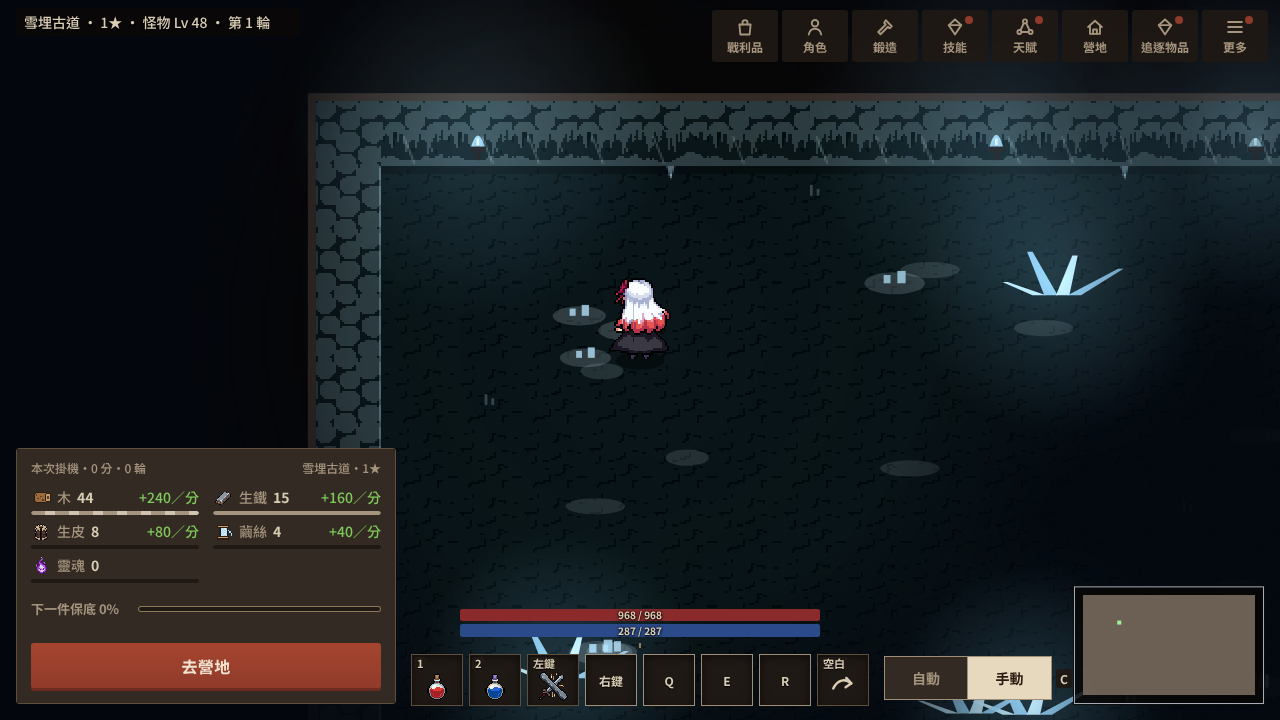 雪埋古道 • 1★ • 怪物 Lv 48 • 第 1 輪
戰利品
角色
鍛造
技能
天賦
營地
追逐物品
更多
本次掛機・0 分・0 輪
雪埋古道・1★
木 44 +240／分
生鐵 15 +160／分
生皮 8 +80／分
繭絲 4 +40／分
靈魂 0
下一件保底 0%
去營地
968 / 968
287 / 287
1
2
左鍵
右鍵
Q
E
R
空白
自動
手動
C